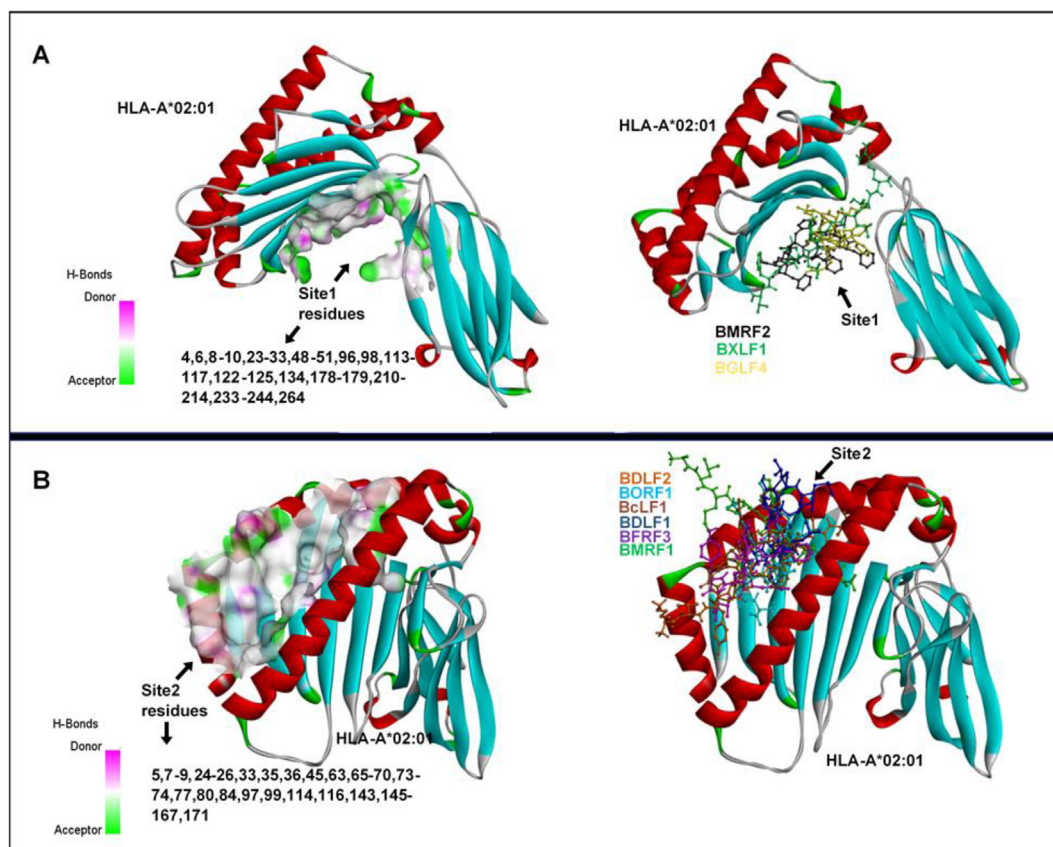 A
HLA-A*02:01
H-Bonds
Donor
Acceptor
Site1
residues
4,6,8-10,23-33,48-51,96,98,113-
117,122-125,134,178-179,210-
214,233-244,264
HLA-A*02:01
Site1
BMRF2
BXLF1
BGLF4
B
Site2
residues
H-Bonds
Donor
Acceptor
HLA-A*02:01
5,7-9,24-26,33,35,36,45,63,65-70,73-
74,77,80,84,97,99,114,116,143,145-
167,171
Site2
BDLF2
BORF1
BcLF1
BDLF1
BFRF3
BMRF1
HLA-A*02:01